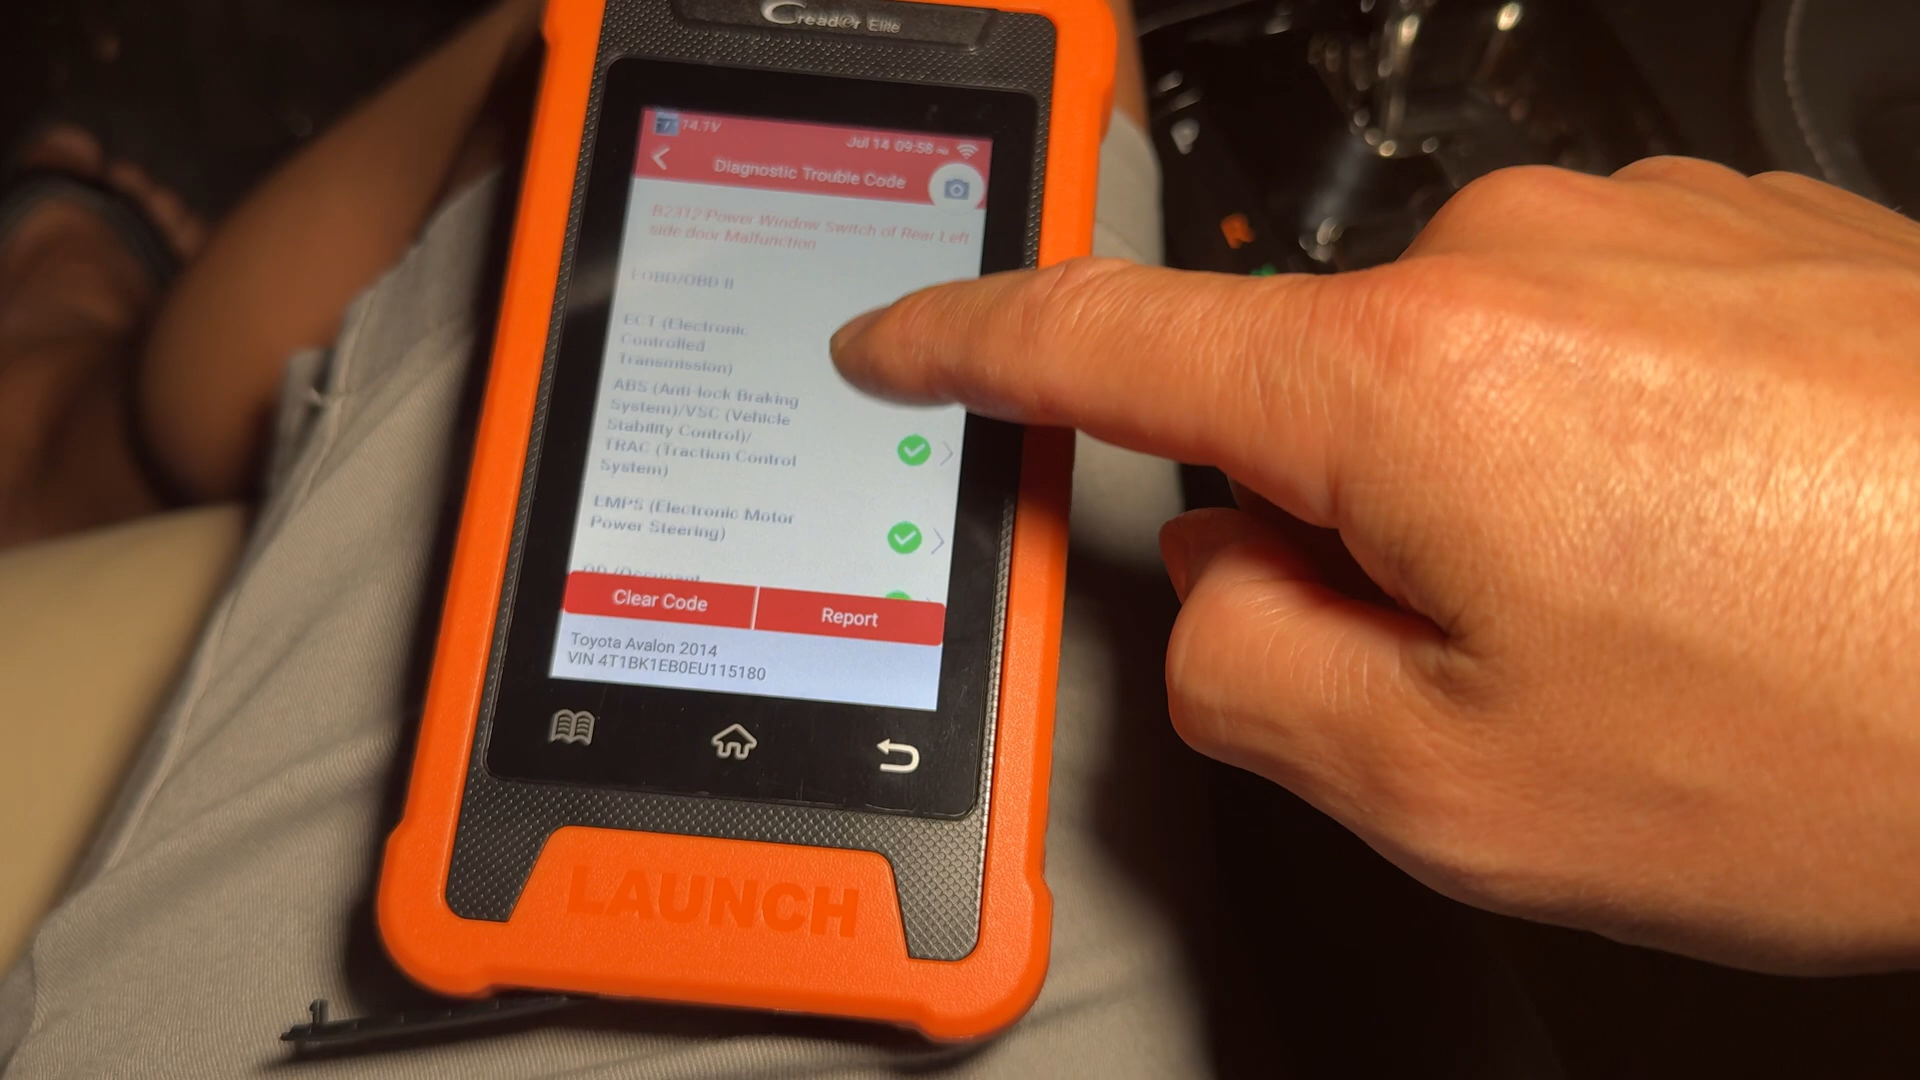 Creader Elite
14.1V
Jul 14 09:58
Diagnostic Trouble Code
B2312 Power Window Switch of Rear Left
side door Malfunction
EOBD/OBD II
ECT (Electronic
Controlled
Transmission)
ABS (Anti-lock Braking
System)/VSC (Vehicle
Stability Control)/
TRAC (Traction Control
System)
EMPS (Electronic Motor
Power Steering)
Clear Code
Report
Toyota Avalon 2014
VIN 4T1BK1EB0EU115180
LAUNCH